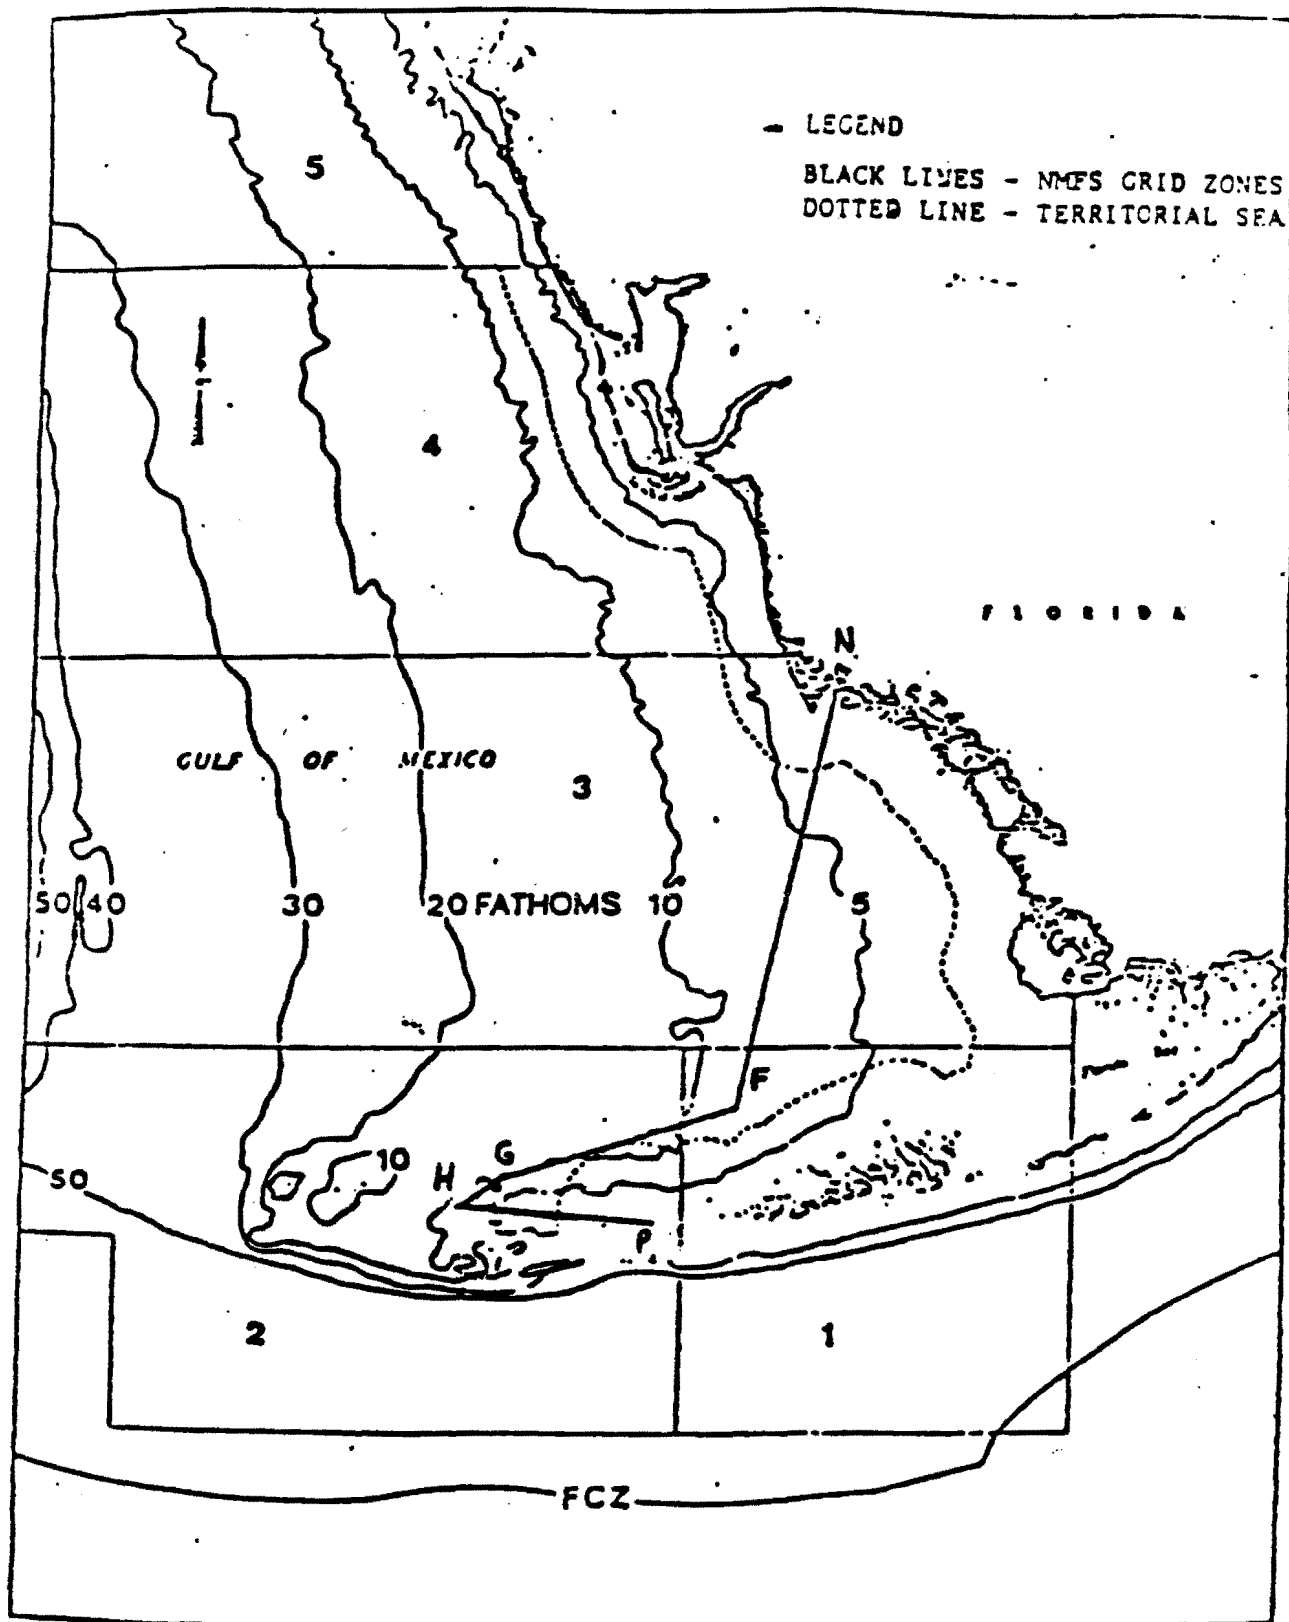 LEGEND
BLACK LINES - NMFS GRID ZONES
DOTTED LINE - TERRITORIAL SEA
5
4
FLORIDA
N
GULF OF MEXICO
3
50 40 30 20 FATHOMS 10 5
F
G
H
10
50
P
2
1
FCZ